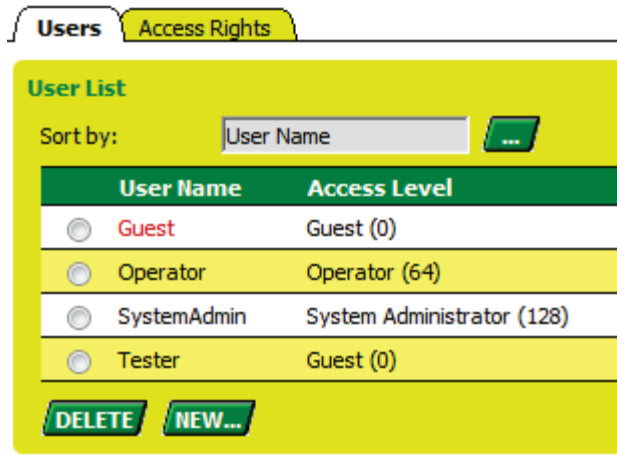 Users Access Rights
User List
Sort by: User Name ...
User Name Access Level
Guest Guest (0)
Operator Operator (64)
SystemAdmin System Administrator (128)
Tester Guest (0)
DELETE NEW...